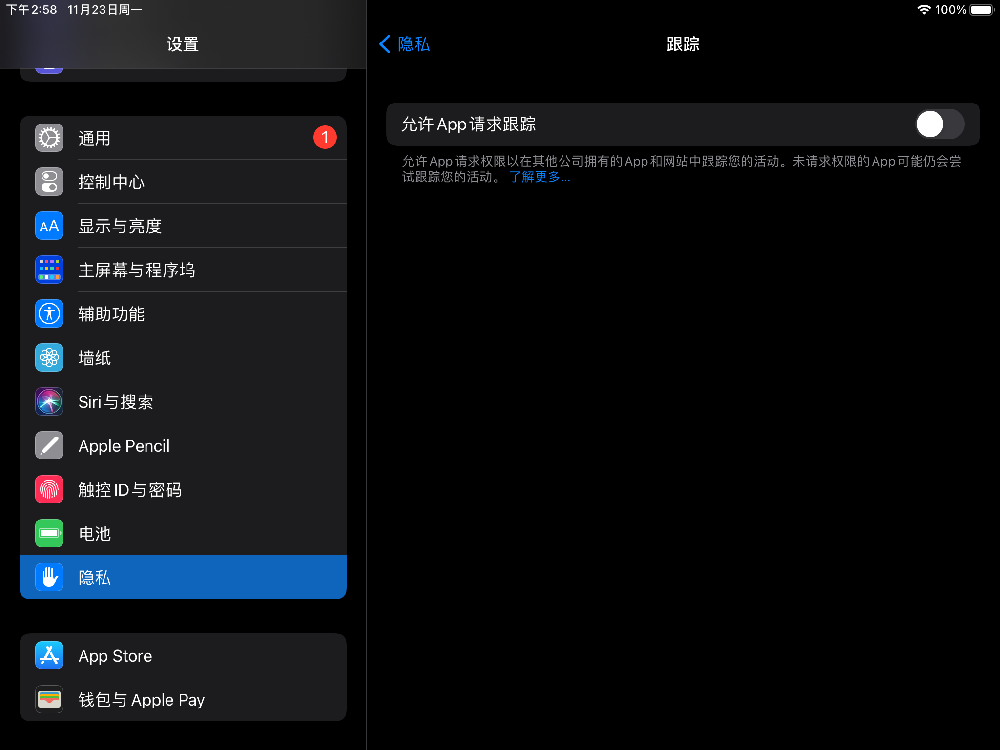 下午2:58 11月23日周一
100%
设置
通用
1
控制中心
显示与亮度
主屏幕与程序坞
辅助功能
墙纸
Siri与搜索
Apple Pencil
触控 ID 与密码
电池
隐私
App Store
钱包与 Apple Pay
隐私
跟踪
允许 App 请求跟踪
允许 App 请求权限以在其他公司拥有的 App 和网站中跟踪您的活动。未请求权限的 App 可能仍会尝
试跟踪您的活动。 了解更多...